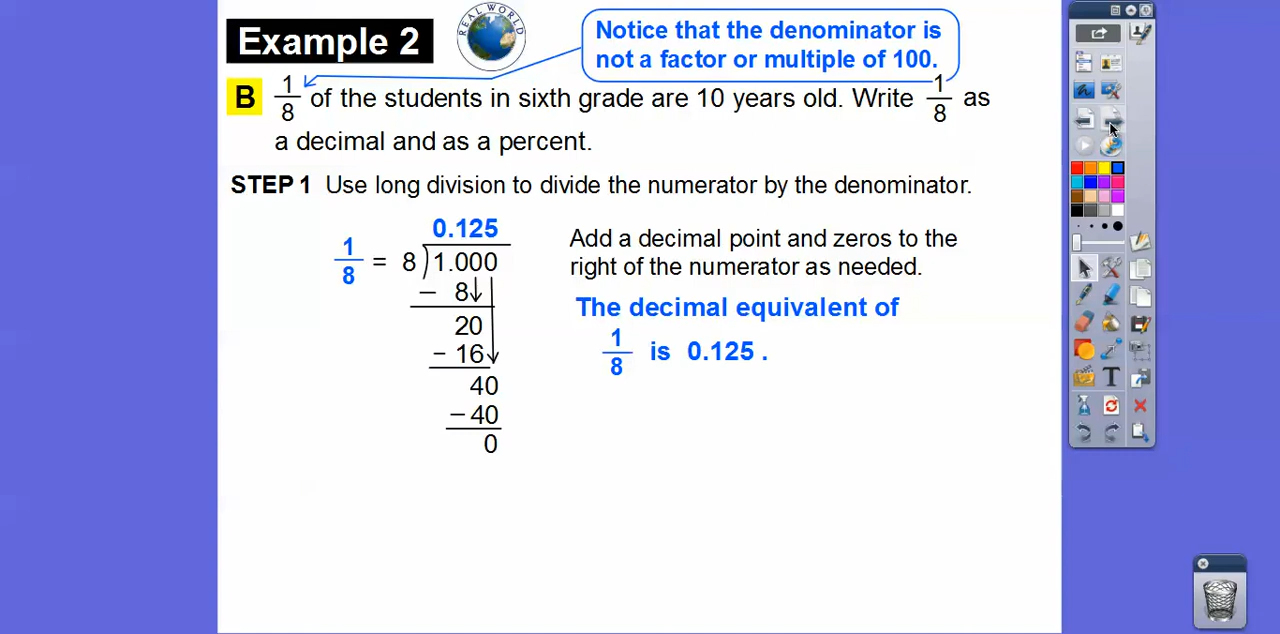 Example 2
REAL WORLD
Notice that the denominator is
not a factor or multiple of 100.
B 1/8 of the students in sixth grade are 10 years old. Write 1/8 as
a decimal and as a percent.
STEP 1 Use long division to divide the numerator by the denominator.
0.125
1/8 = 8)1.000
− 8
20
− 16
40
− 40
0
Add a decimal point and zeros to the
right of the numerator as needed.
The decimal equivalent of
1/8 is 0.125 .
T